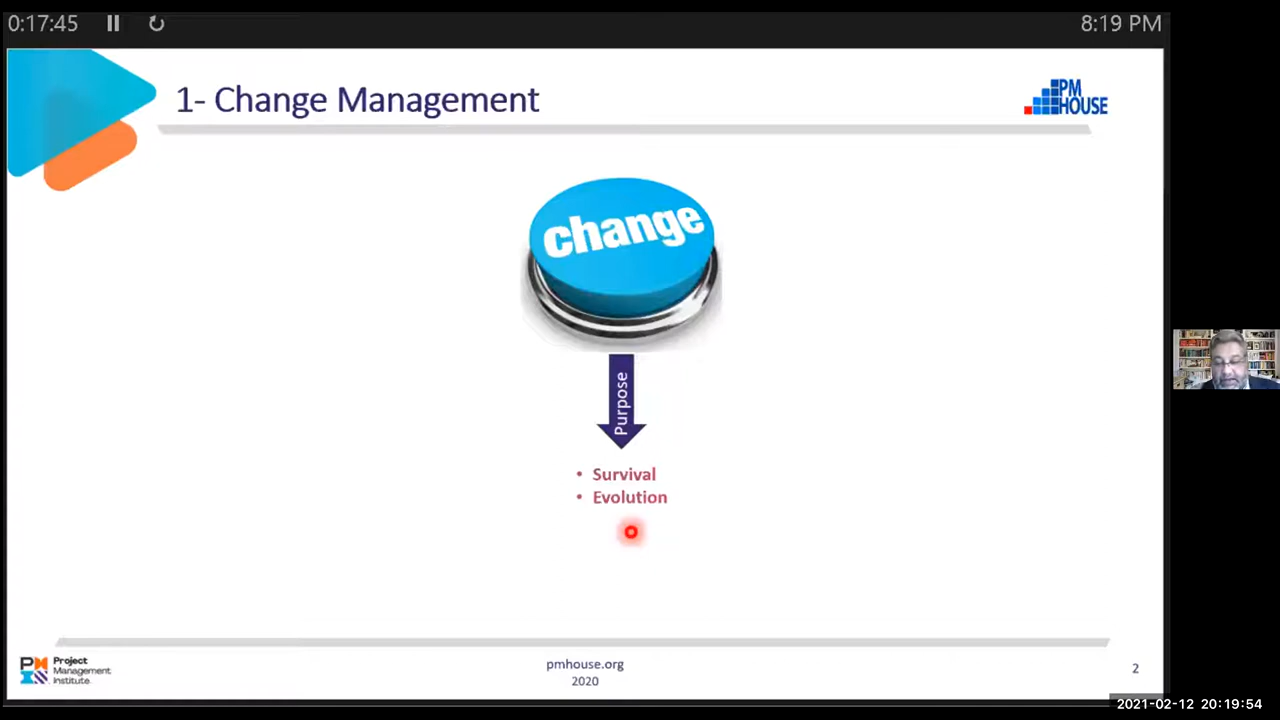 0:17:45
8:19 PM
1- Change Management
PM
HOUSE
change
Purpose
• Survival
• Evolution
Project
Management
Institute.
pmhouse.org
2020
2
2021-02-12 20:19:54